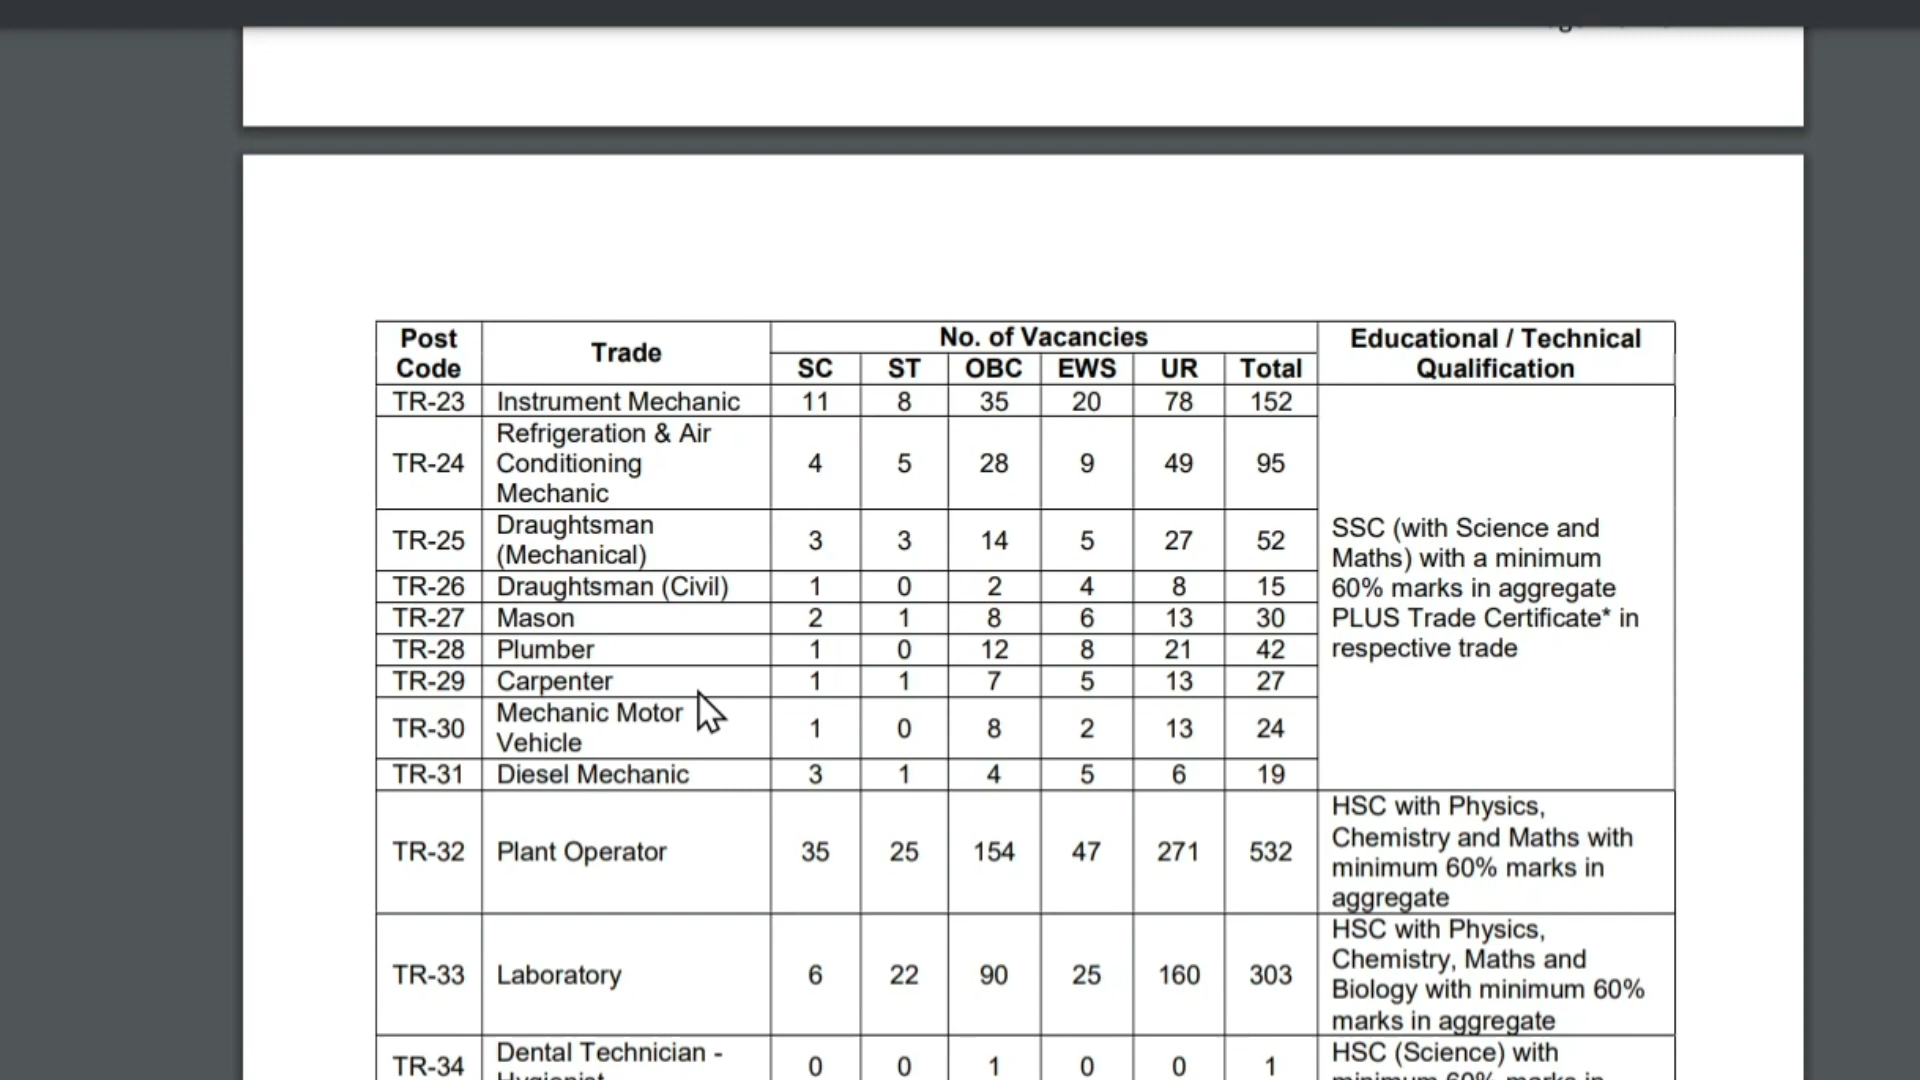 Post Code Trade No. of Vacancies Educational / Technical Qualification
SC ST OBC EWS UR Total
TR-23 Instrument Mechanic 11 8 35 20 78 152
TR-24 Refrigeration & Air Conditioning Mechanic 4 5 28 9 49 95
TR-25 Draughtsman (Mechanical) 3 3 14 5 27 52
TR-26 Draughtsman (Civil) 1 0 2 4 8 15
TR-27 Mason 2 1 8 6 13 30
TR-28 Plumber 1 0 12 8 21 42
TR-29 Carpenter 1 1 7 5 13 27
TR-30 Mechanic Motor Vehicle 1 0 8 2 13 24
TR-31 Diesel Mechanic 3 1 4 5 6 19
SSC (with Science and
Maths) with a minimum
60% marks in aggregate
PLUS Trade Certificate* in
respective trade
TR-32 Plant Operator 35 25 154 47 271 532
HSC with Physics,
Chemistry and Maths with
minimum 60% marks in
aggregate
TR-33 Laboratory 6 22 90 25 160 303
HSC with Physics,
Chemistry, Maths and
Biology with minimum 60%
marks in aggregate
TR-34 Dental Technician - 0 0 1 0 0 1
HSC (Science) with